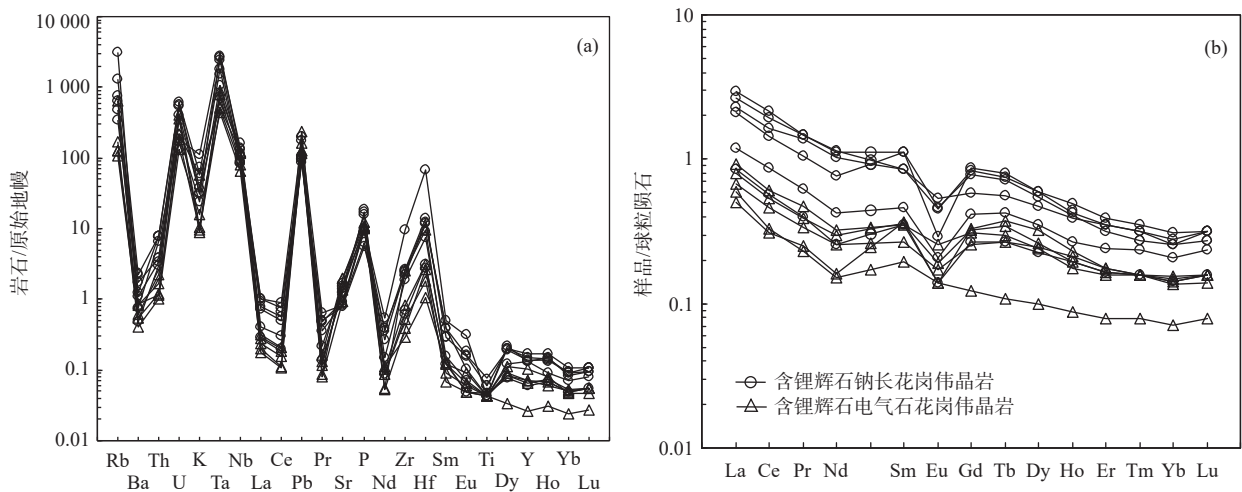 10 000
1 000
100
10
1
0.1
0.01
岩石/原始地幔
(a)
Rb Th K Nb Ce Pr P Zr Sm Ti Y Yb
Ba U Ta La Pb Sr Nd Hf Eu Dy Ho Lu
10
1
0.1
0.01
样品/球粒陨石
(b)
含锂辉石钠长花岗伟晶岩
含锂辉石电气石花岗伟晶岩
La Ce Pr Nd Sm Eu Gd Tb Dy Ho Er Tm Yb Lu